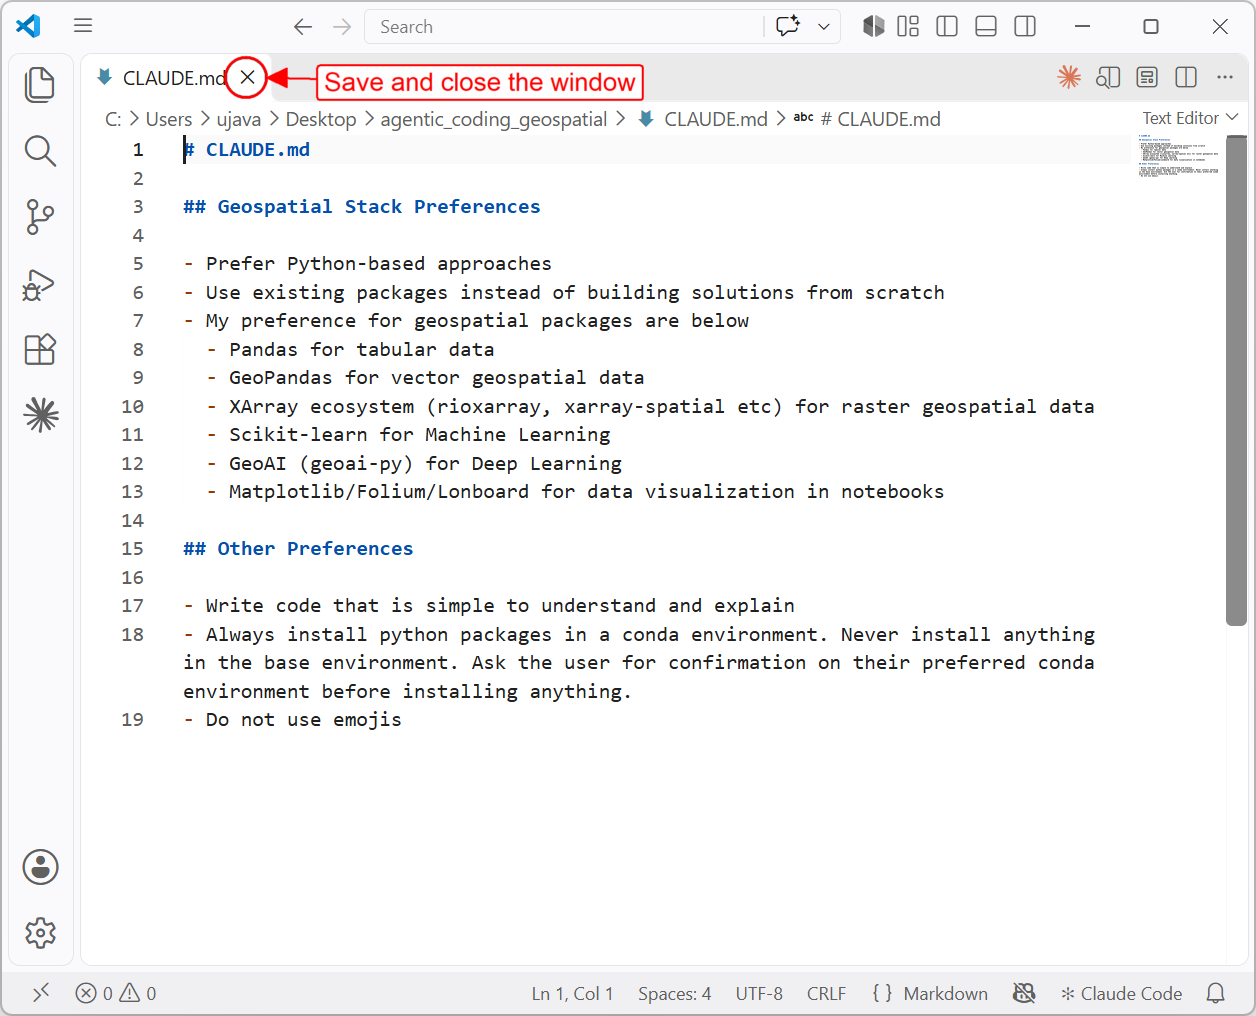 Search
CLAUDE.md
Save and close the window
C: > Users > ujava > Desktop > agentic_coding_geospatial > CLAUDE.md > abc # CLAUDE.md
Text Editor
1 # CLAUDE.md
2
3 ## Geospatial Stack Preferences
4
5 - Prefer Python-based approaches
6 - Use existing packages instead of building solutions from scratch
7 - My preference for geospatial packages are below
8 - Pandas for tabular data
9 - GeoPandas for vector geospatial data
10 - XArray ecosystem (rioxarray, xarray-spatial etc) for raster geospatial data
11 - Scikit-learn for Machine Learning
12 - GeoAI (geoai-py) for Deep Learning
13 - Matplotlib/Folium/Lonboard for data visualization in notebooks
14
15 ## Other Preferences
16
17 - Write code that is simple to understand and explain
18 - Always install python packages in a conda environment. Never install anything
in the base environment. Ask the user for confirmation on their preferred conda
environment before installing anything.
19 - Do not use emojis
0 0 Ln 1, Col 1 Spaces: 4 UTF-8 CRLF { } Markdown Claude Code